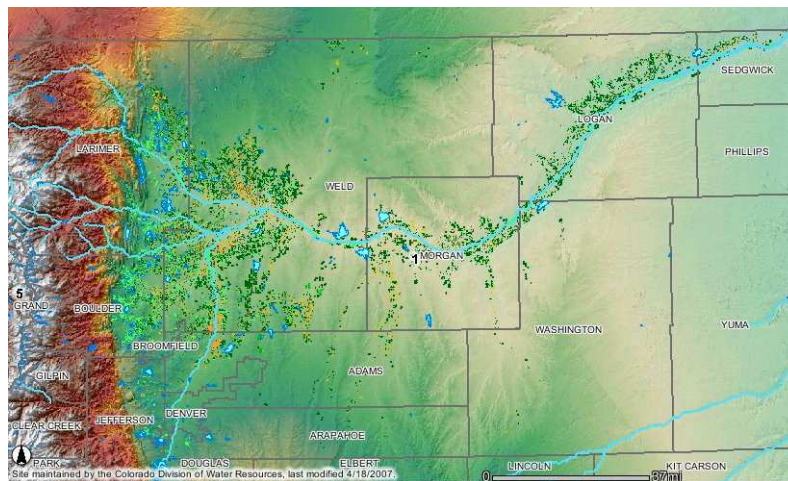 SEDGWICK
LOGAN
LARIMER
PHILLIPS
WELD
1 MORGAN
5
GRAND
BOULDER
WASHINGTON
YUMA
BROOMFIELD
GILPIN
ADAMS
JEFFERSON
DENVER
CLEAR CREEK
ARAPAHOE
PARK
DOUGLAS
ELBERT
LINCOLN
KIT CARSON
Site maintained by the Colorado Division of Water Resources, last modified 4/18/2007.
0 37mi